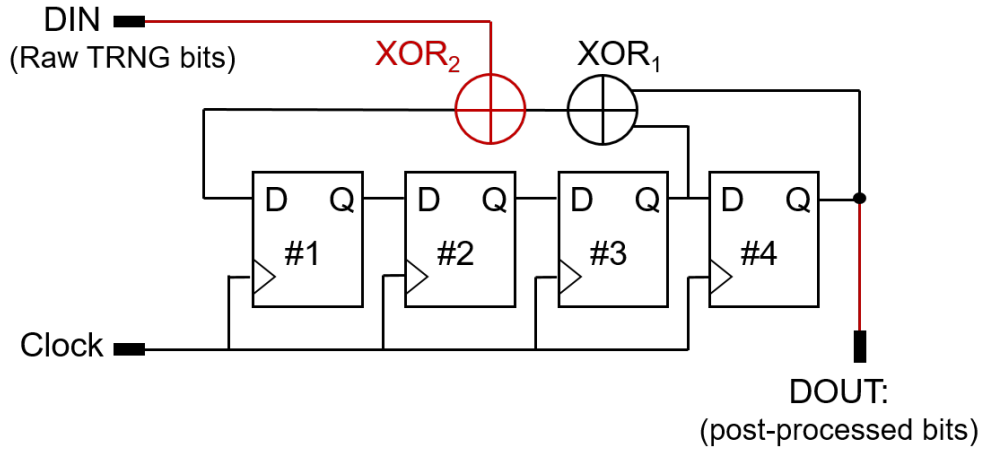 DIN
(Raw TRNG bits)
XOR₂
XOR₁
D Q
#1
D Q
#2
D Q
#3
D Q
#4
Clock
DOUT:
(post-processed bits)